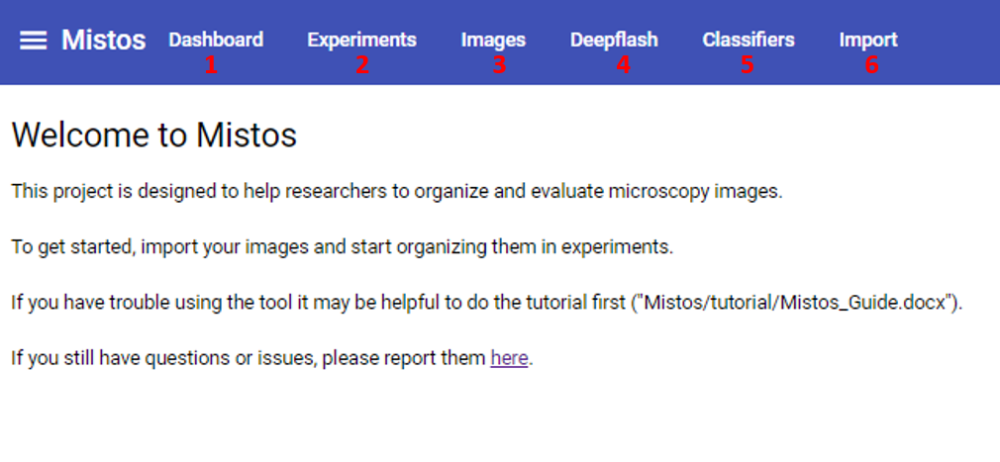 Mistos Dashboard Experiments Images Deepflash Classifiers Import
1 2 3 4 5 6
Welcome to Mistos
This project is designed to help researchers to organize and evaluate microscopy images.
To get started, import your images and start organizing them in experiments.
If you have trouble using the tool it may be helpful to do the tutorial first ("Mistos/tutorial/Mistos_Guide.docx").
If you still have questions or issues, please report them here.